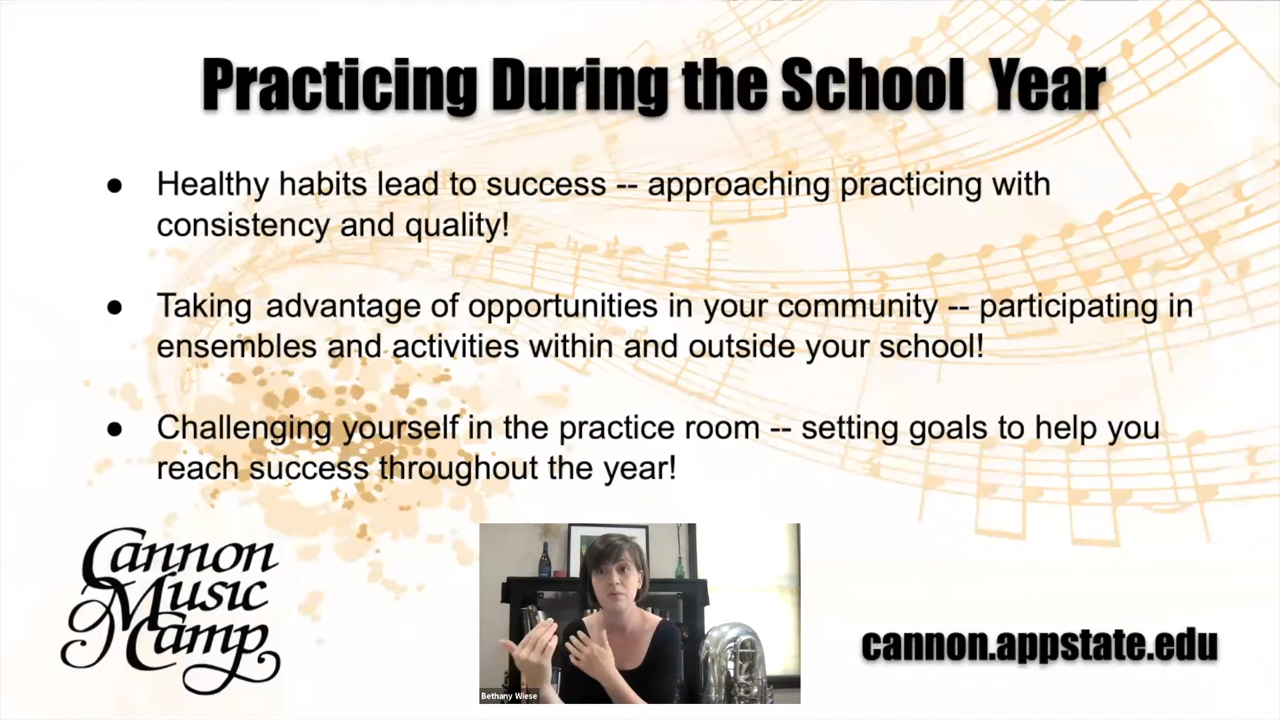 Practicing During the School Year
● Healthy habits lead to success -- approaching practicing with
consistency and quality!
● Taking advantage of opportunities in your community -- participating in
ensembles and activities within and outside your school!
● Challenging yourself in the practice room -- setting goals to help you
reach success throughout the year!
Cannon
Music
Camp
Bethany Wiese
cannon.appstate.edu